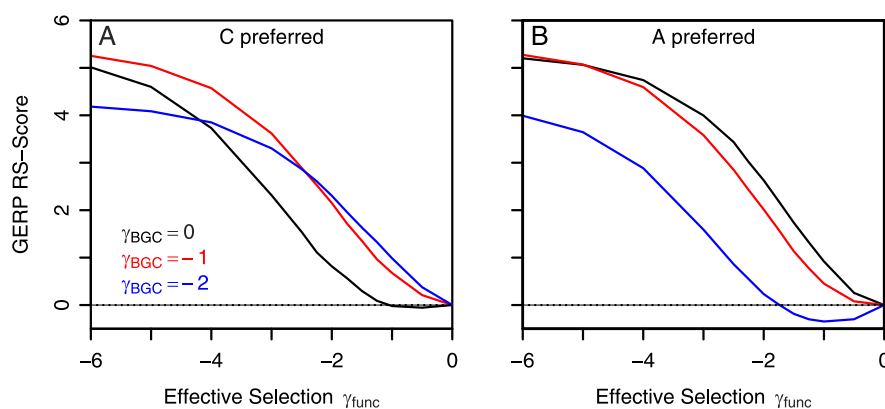 A
C preferred
B
A preferred
6
4
2
0
GERP RS−Score
γBGC = 0
γBGC = −1
γBGC = −2
−6
−4
−2
0
−6
−4
−2
0
Effective Selection γfunc
Effective Selection γfunc